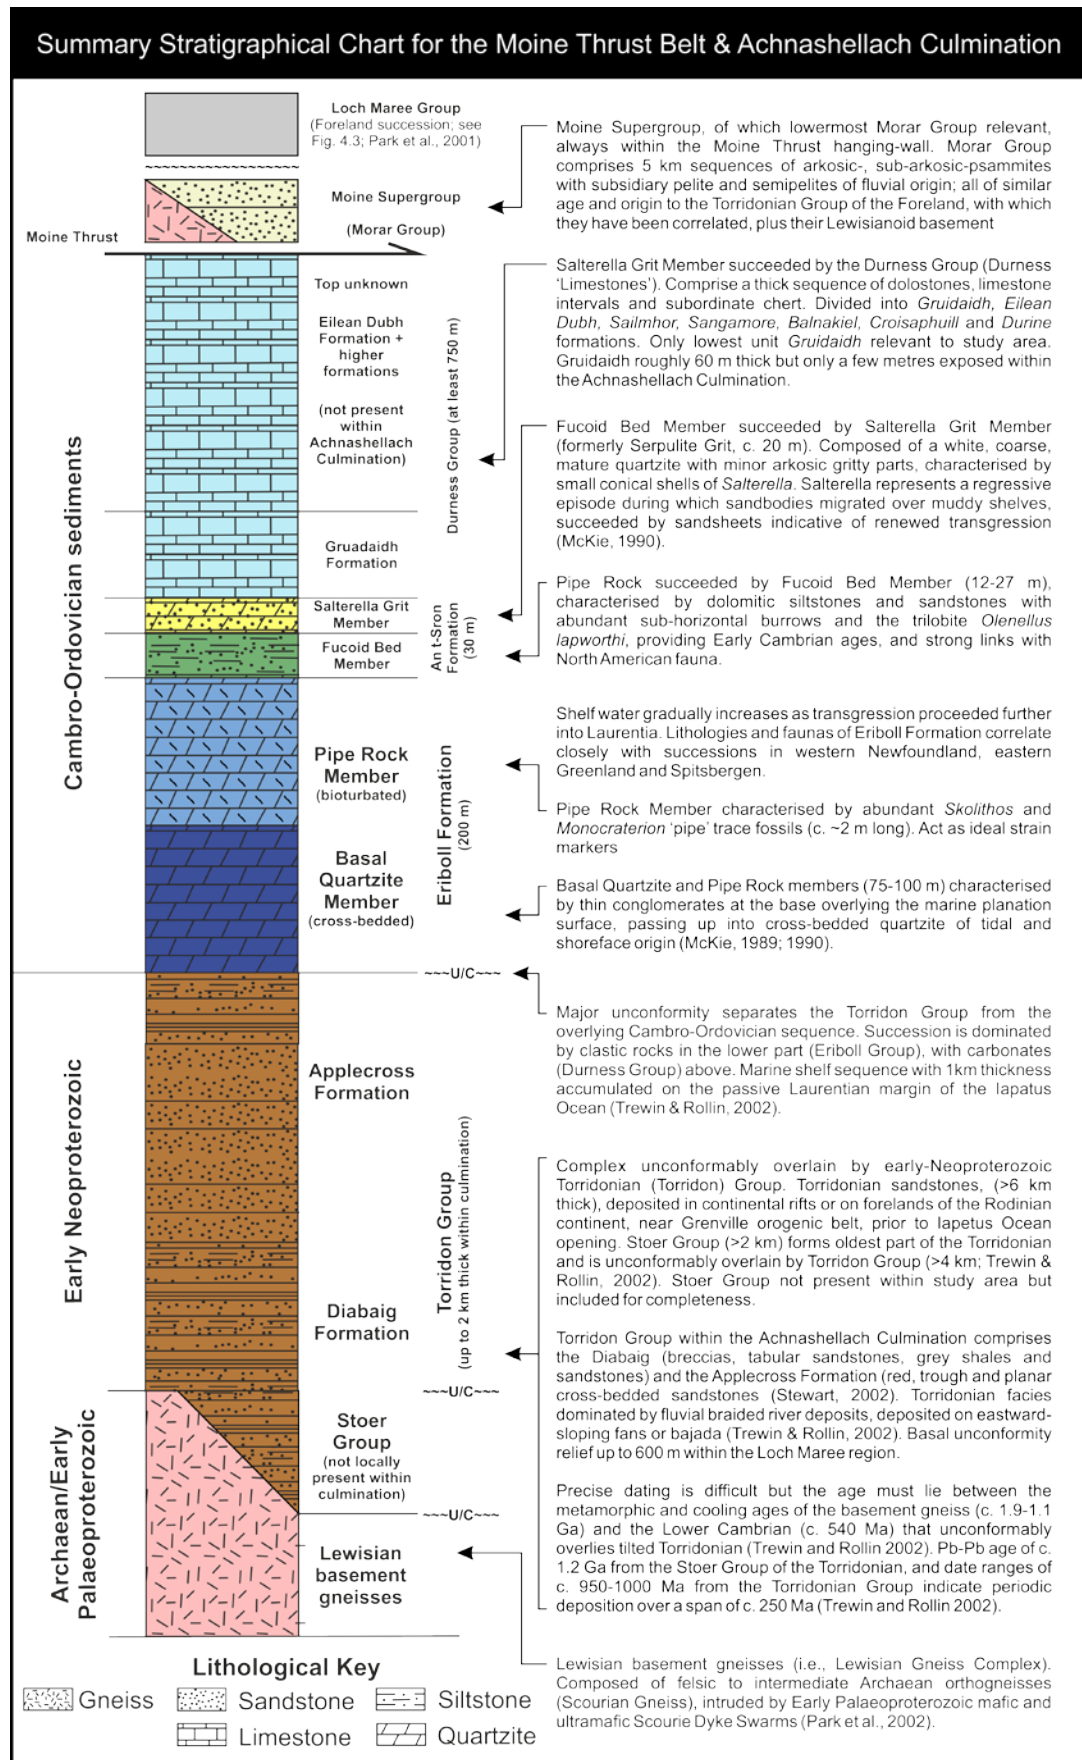 Summary Stratigraphical Chart for the Moine Thrust Belt & Achnashellach Culmination
Loch Maree Group
(Foreland succession; see
Fig. 4.3; Park et al., 2001)
Moine Supergroup
(Morar Group)
Moine Thrust
Top unknown
Eilean Dubh
Formation +
higher
formations
(not present
within
Achnashellach
Culmination)
Gruadaidh
Formation
Durness Group (at least 750 m)
Salterella Grit
Member
Fucoid Bed
Member
An t-Sron
Formation
(30 m)
Pipe Rock
Member
(bioturbated)
Basal
Quartzite
Member
(cross-bedded)
Eriboll Formation
(200 m)
Cambro-Ordovician sediments
~~~U/C~~~
Applecross
Formation
Diabaig
Formation
Torridon Group
(up to 2 km thick within culmination)
Early Neoproterozoic
~~~U/C~~~
Stoer
Group
(not locally
present within
culmination)
~~~U/C~~~
Lewisian
basement
gneisses
Archaean/Early
Palaeoproterozoic
Moine Supergroup, of which lowermost Morar Group relevant,
always within the Moine Thrust hanging-wall. Morar Group
comprises 5 km sequences of arkosic-, sub-arkosic-psammites
with subsidiary pelite and semipelites of fluvial origin; all of similar
age and origin to the Torridonian Group of the Foreland, with which
they have been correlated, plus their Lewisianoid basement
Salterella Grit Member succeeded by the Durness Group (Durness
‘Limestones’). Comprise a thick sequence of dolostones, limestone
intervals and subordinate chert. Divided into Gruidaidh, Eilean
Dubh, Sailmhor, Sangamore, Balnakiel, Croisaphuill and Durine
formations. Only lowest unit Gruidaidh relevant to study area.
Gruidaidh roughly 60 m thick but only a few metres exposed within
the Achnashellach Culmination.
Fucoid Bed Member succeeded by Salterella Grit Member
(formerly Serpulite Grit, c. 20 m). Composed of a white, coarse,
mature quartzite with minor arkosic gritty parts, characterised by
small conical shells of Salterella. Salterella represents a regressive
episode during which sandbodies migrated over muddy shelves,
succeeded by sandsheets indicative of renewed transgression
(McKie, 1990).
Pipe Rock succeeded by Fucoid Bed Member (12-27 m),
characterised by dolomitic siltstones and sandstones with
abundant sub-horizontal burrows and the trilobite Olenellus
lapworthi, providing Early Cambrian ages, and strong links with
North American fauna.
Shelf water gradually increases as transgression proceeded further
into Laurentia. Lithologies and faunas of Eriboll Formation correlate
closely with successions in western Newfoundland, eastern
Greenland and Spitsbergen.
Pipe Rock Member characterised by abundant Skolithos and
Monocraterion ‘pipe’ trace fossils (c. ~2 m long). Act as ideal strain
markers
Basal Quartzite and Pipe Rock members (75-100 m) characterised
by thin conglomerates at the base overlying the marine planation
surface, passing up into cross-bedded quartzite of tidal and
shoreface origin (McKie, 1989; 1990).
Major unconformity separates the Torridon Group from the
overlying Cambro-Ordovician sequence. Succession is dominated
by clastic rocks in the lower part (Eriboll Group), with carbonates
(Durness Group) above. Marine shelf sequence with 1km thickness
accumulated on the passive Laurentian margin of the Iapatus
Ocean (Trewin & Rollin, 2002).
Complex unconformably overlain by early-Neoproterozoic
Torridonian (Torridon) Group. Torridonian sandstones, (>6 km
thick), deposited in continental rifts or on forelands of the Rodinian
continent, near Grenville orogenic belt, prior to Iapetus Ocean
opening. Stoer Group (>2 km) forms oldest part of the Torridonian
and is unconformably overlain by Torridon Group (>4 km; Trewin &
Rollin, 2002). Stoer Group not present within study area but
included for completeness.
Torridon Group within the Achnashellach Culmination comprises
the Diabaig (breccias, tabular sandstones, grey shales and
sandstones) and the Applecross Formation (red, trough and planar
cross-bedded sandstones (Stewart, 2002). Torridonian facies
dominated by fluvial braided river deposits, deposited on eastward-
sloping fans or bajada (Trewin & Rollin, 2002). Basal unconformity
relief up to 600 m within the Loch Maree region.
Precise dating is difficult but the age must lie between the
metamorphic and cooling ages of the basement gneiss (c. 1.9-1.1
Ga) and the Lower Cambrian (c. 540 Ma) that unconformably
overlies tilted Torridonian (Trewin and Rollin 2002). Pb-Pb age of c.
1.2 Ga from the Stoer Group of the Torridonian, and date ranges of
c. 950-1000 Ma from the Torridonian Group indicate periodic
deposition over a span of c. 250 Ma (Trewin and Rollin 2002).
Lewisian basement gneisses (i.e., Lewisian Gneiss Complex).
Composed of felsic to intermediate Archaean orthogneisses
(Scourian Gneiss), intruded by Early Palaeoproterozoic mafic and
ultramafic Scourie Dyke Swarms (Park et al., 2002).
Lithological Key
Gneiss
Sandstone
Siltstone
Limestone
Quartzite